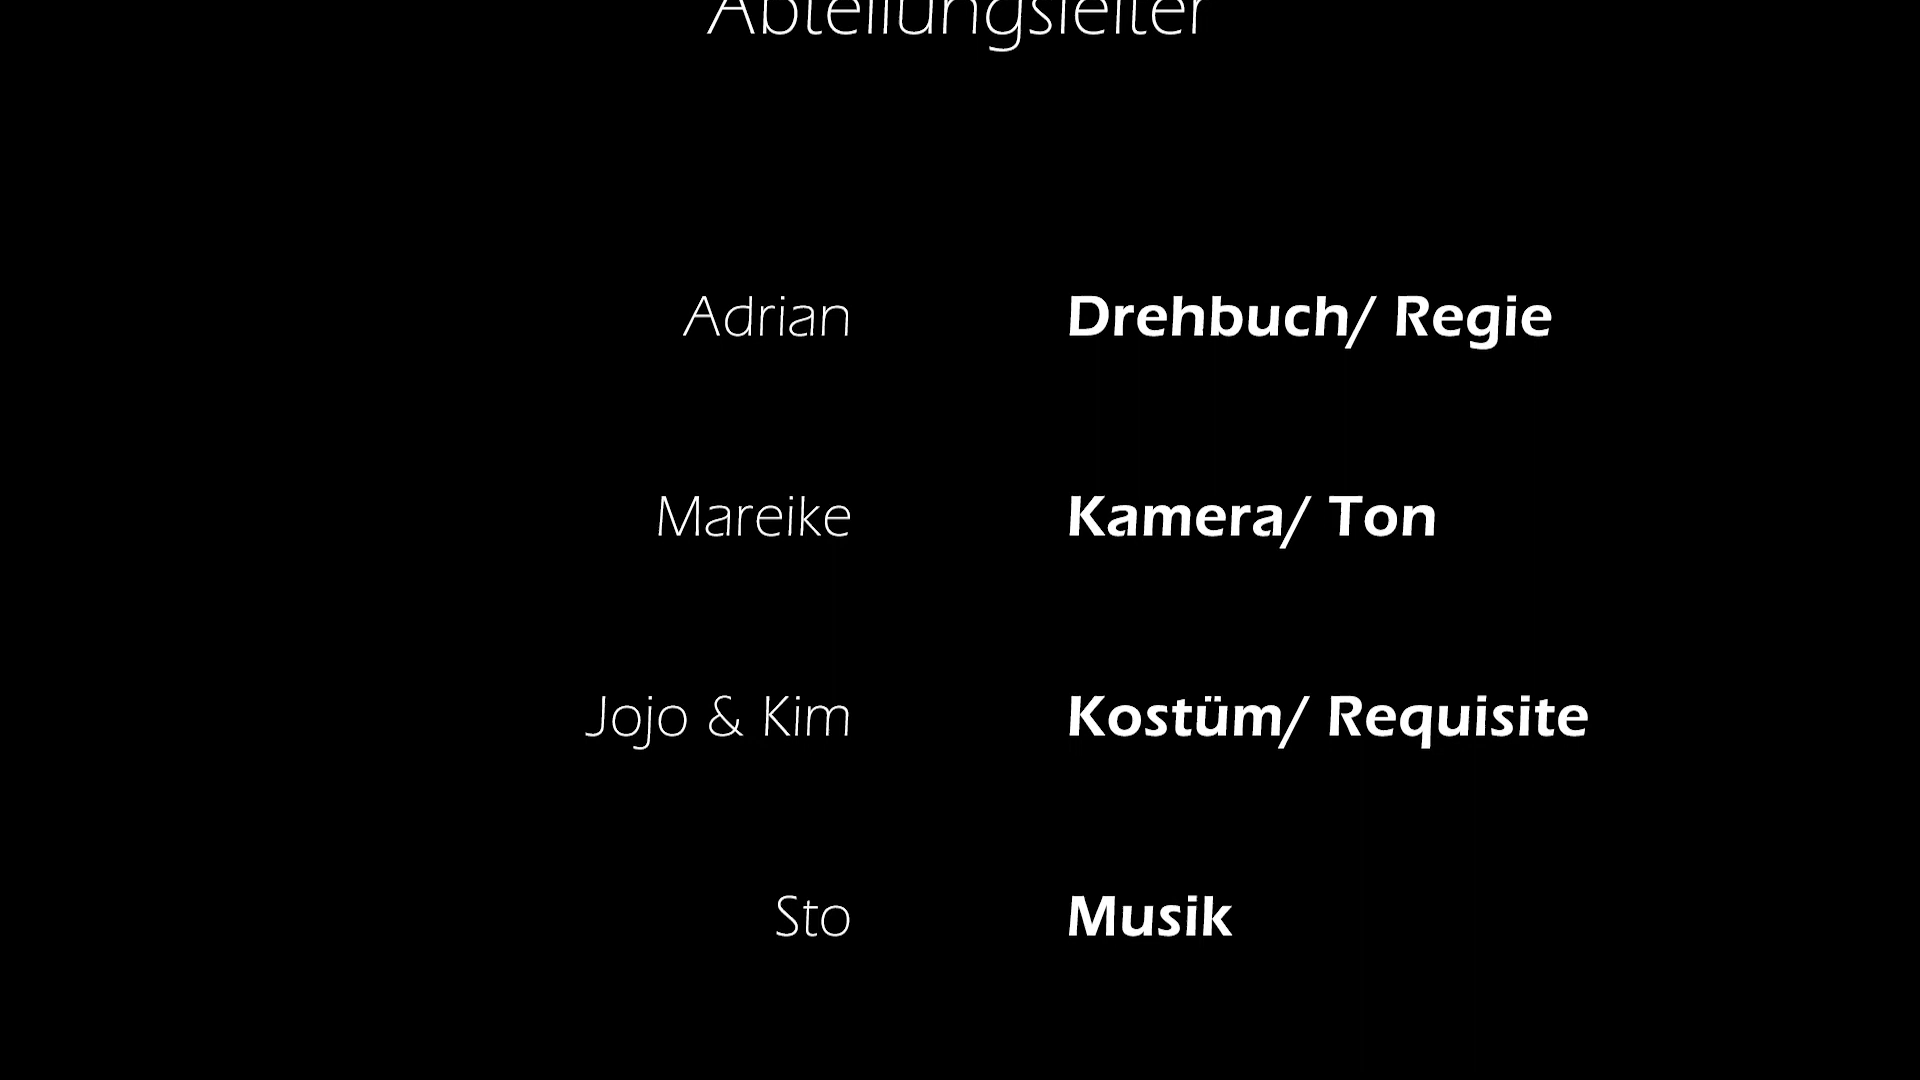 Abteilungsleiter
Adrian Drehbuch/ Regie
Mareike Kamera/ Ton
Jojo & Kim Kostüm/ Requisite
Sto Musik